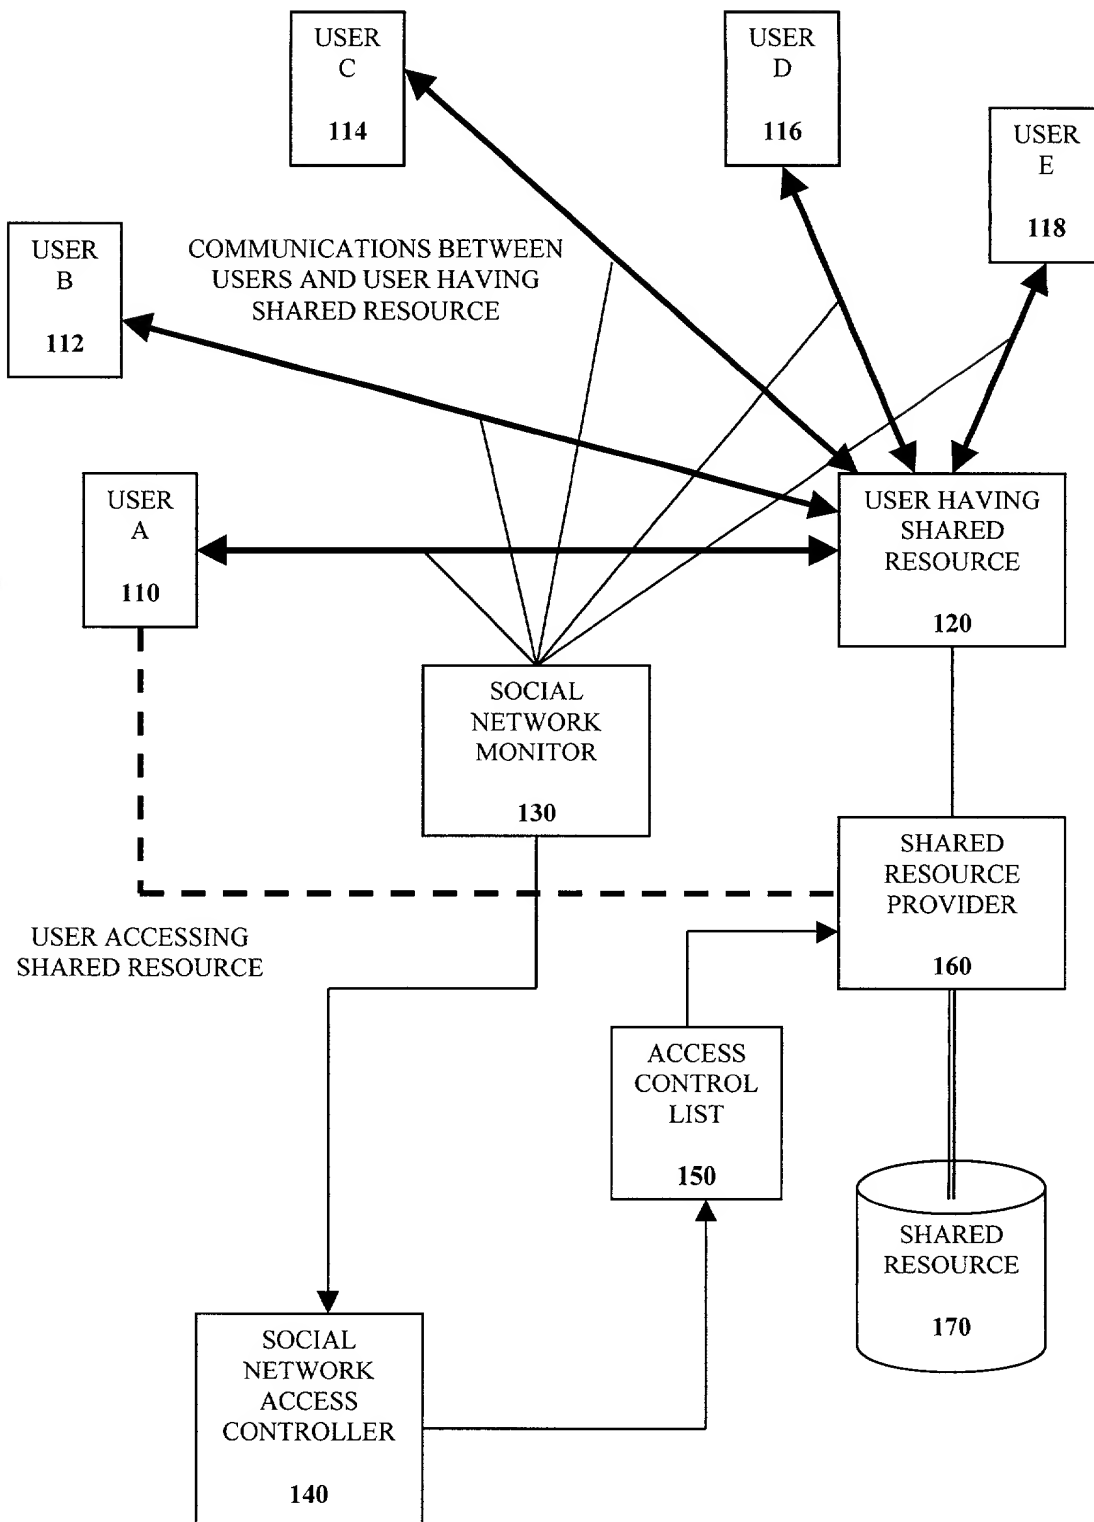 USER
C
114
USER
D
116
USER
E
118
USER
B
112
COMMUNICATIONS BETWEEN
USERS AND USER HAVING
SHARED RESOURCE
USER
A
110
USER HAVING
SHARED
RESOURCE
120
SOCIAL
NETWORK
MONITOR
130
SHARED
RESOURCE
PROVIDER
160
USER ACCESSING
SHARED RESOURCE
ACCESS
CONTROL
LIST
150
SHARED
RESOURCE
170
SOCIAL
NETWORK
ACCESS
CONTROLLER
140